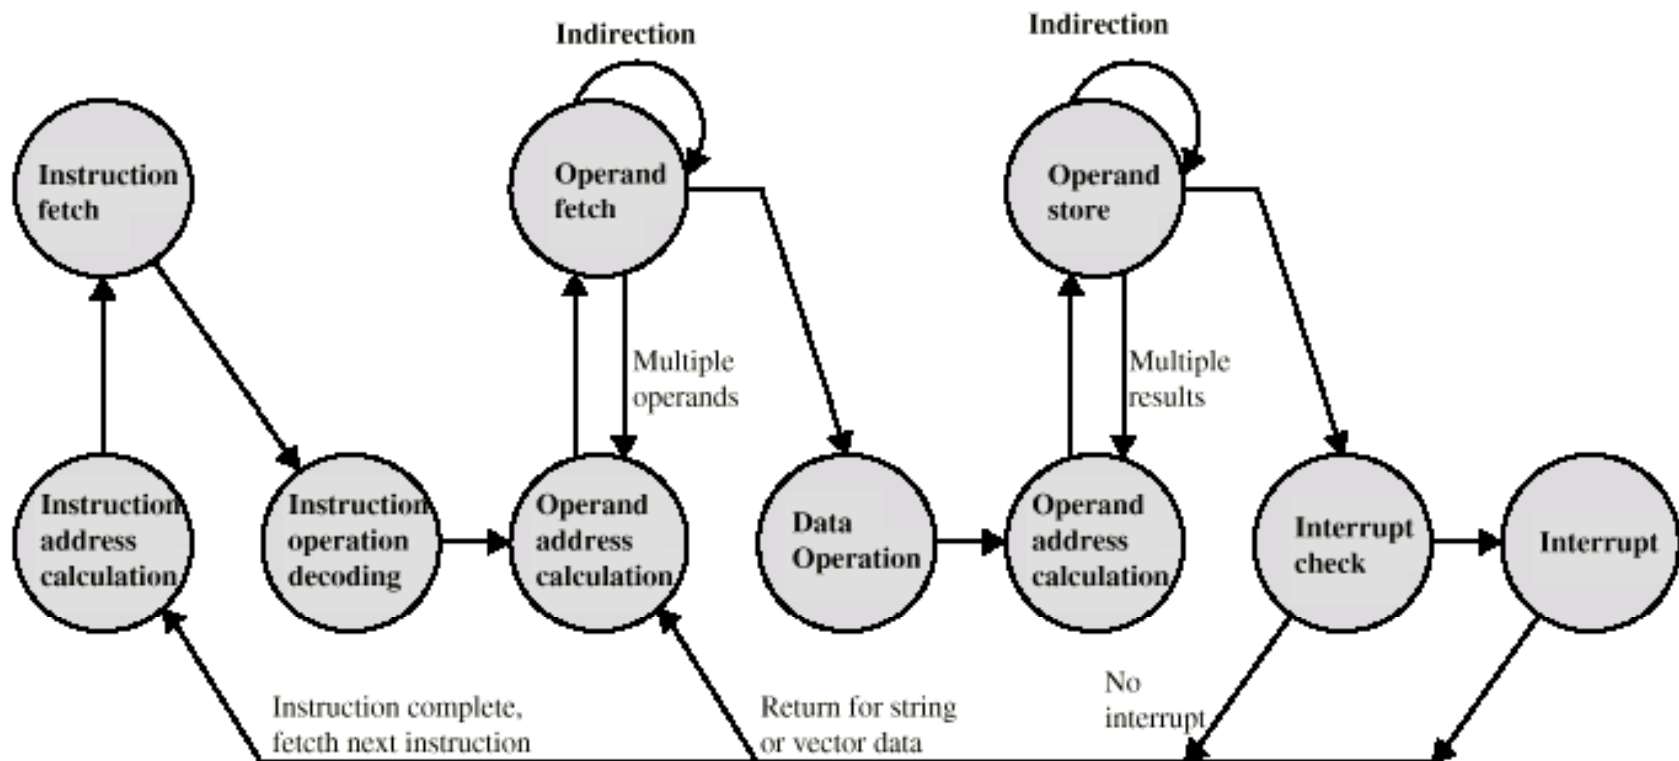 Indirection
Indirection
Instruction
fetch
Operand
fetch
Operand
store
Multiple
operands
Multiple
results
Instruction
address
calculation
Instruction
operation
decoding
Operand
address
calculation
Data
Operation
Operand
address
calculation
Interrupt
check
Interrupt
Instruction complete,
fetcth next instruction
Return for string
or vector data
No
interrupt